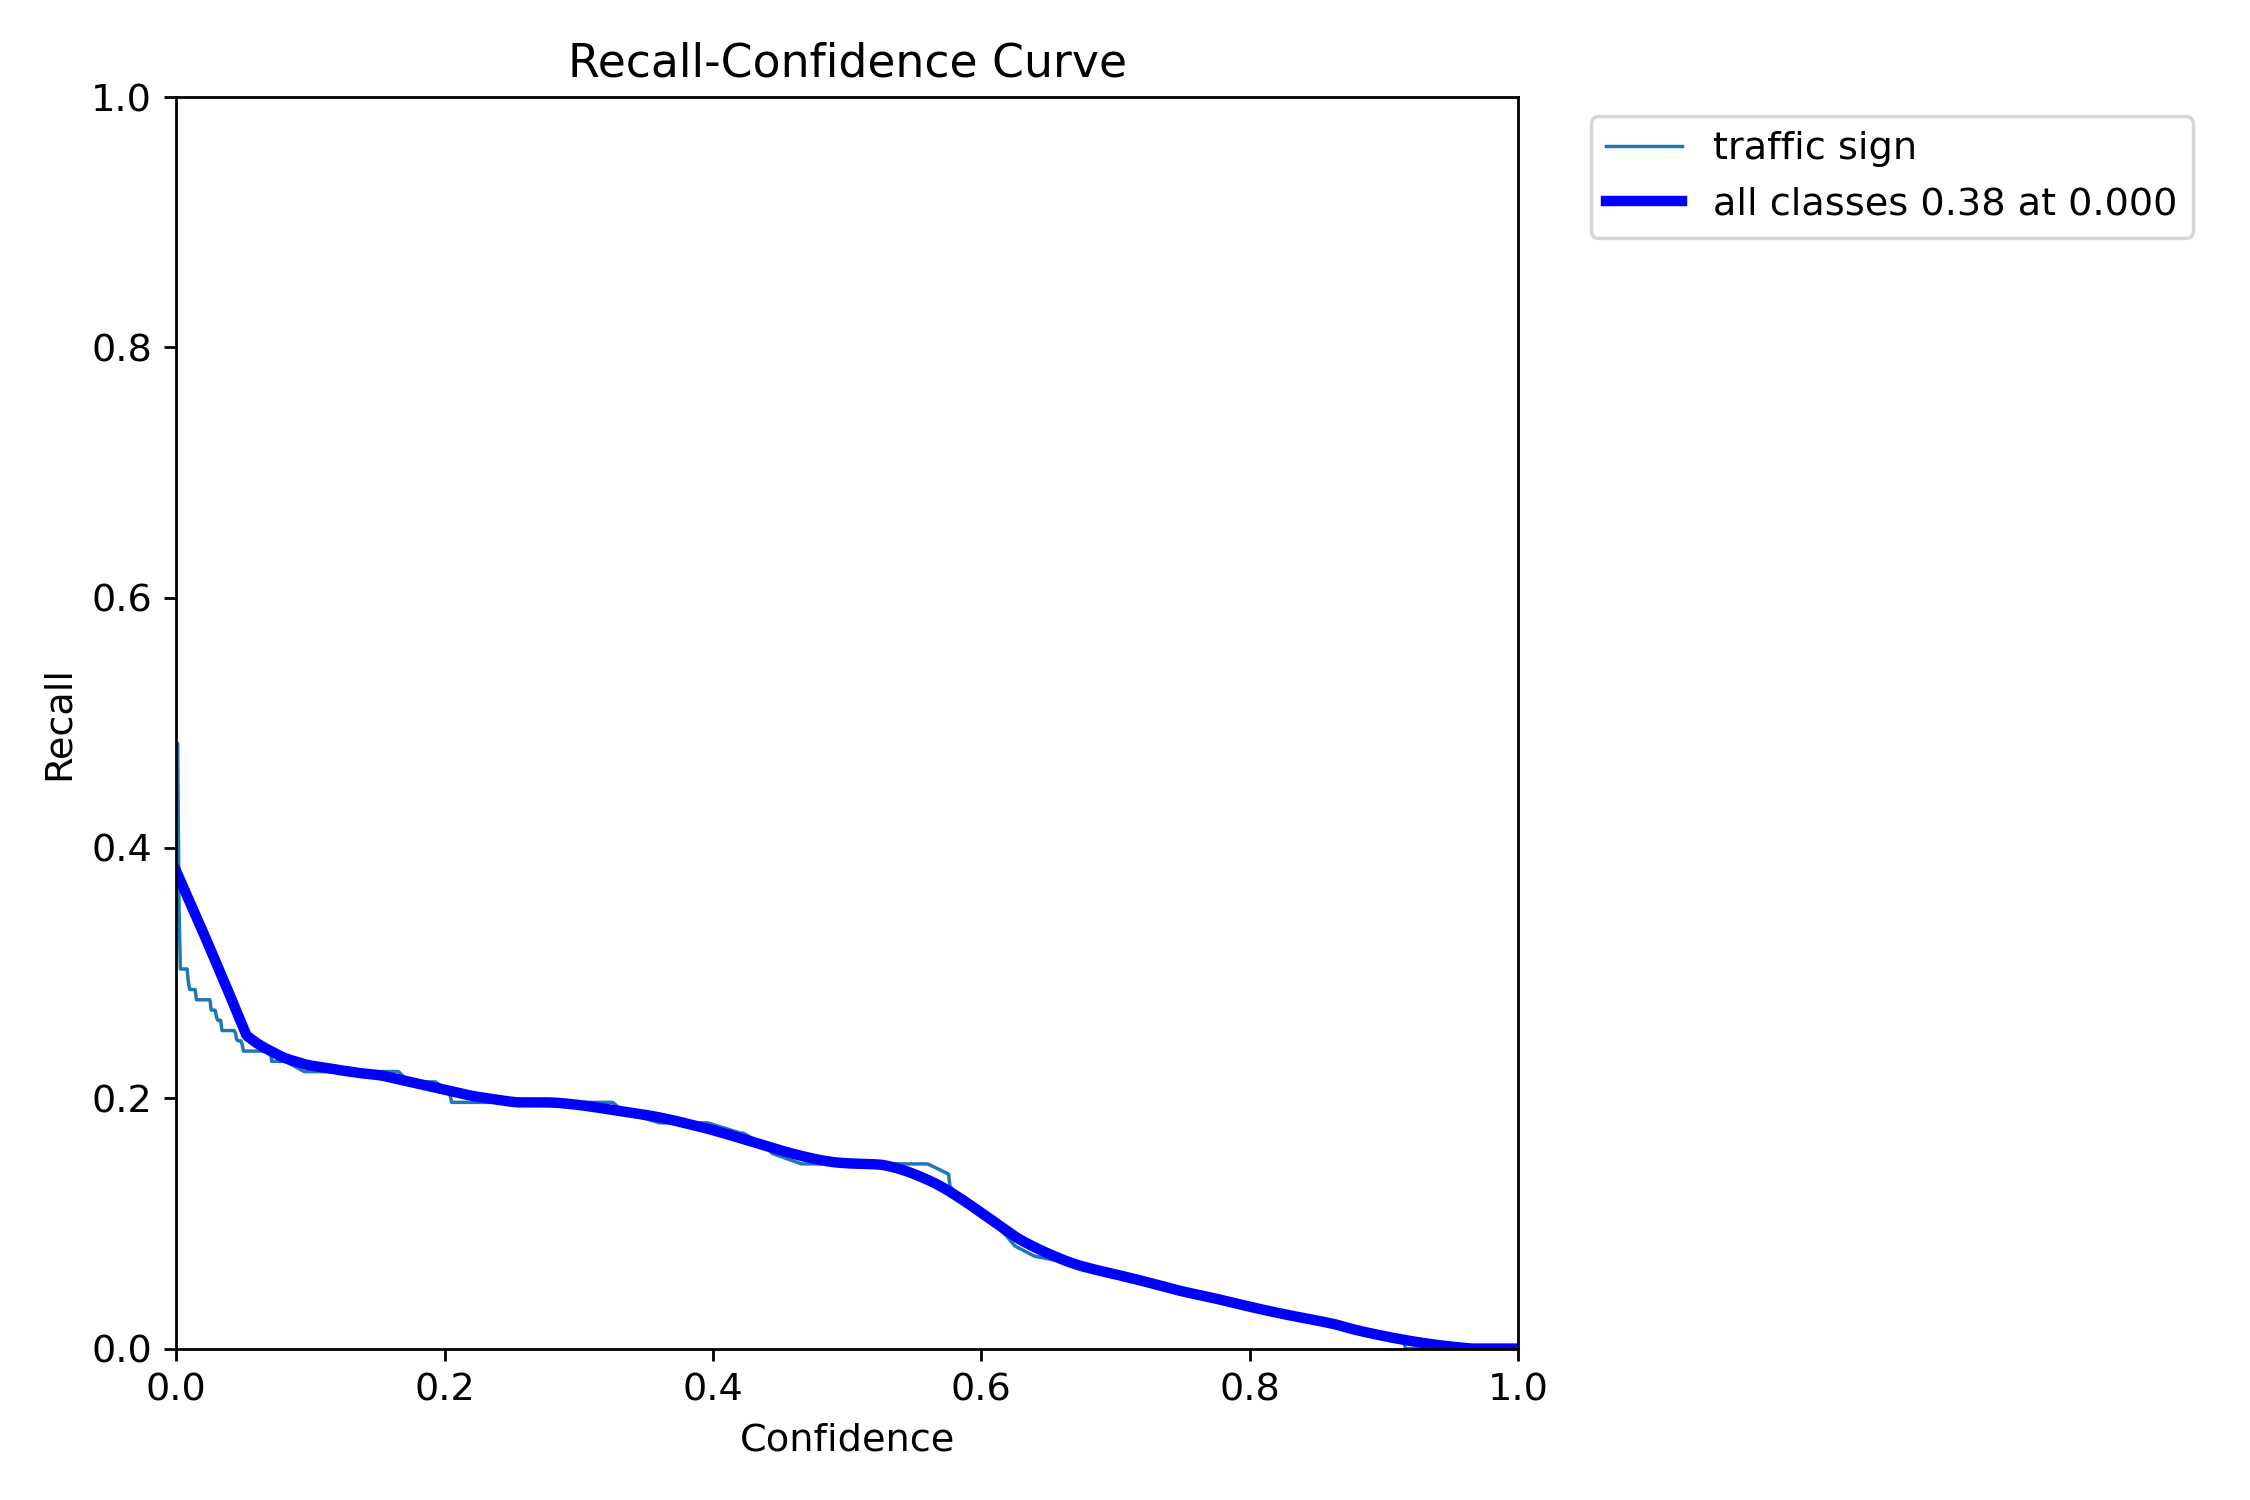 Recall-Confidence Curve
1.0
0.8
0.6
0.4
0.2
0.0
Recall
0.0 0.2 0.4 0.6 0.8 1.0
Confidence
traffic sign
all classes 0.38 at 0.000